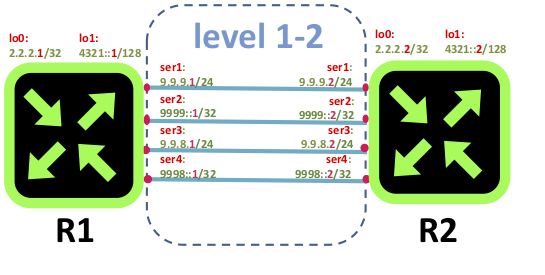 lo0: lo1:
2.2.2.1/32 4321::1/128
level 1-2
lo0: lo1:
2.2.2.2/32 4321::2/128
ser1: ser1:
9.9.9.1/24 9.9.9.2/24
ser2: ser2:
9999::1/32 9999::2/32
ser3: ser3:
9.9.8.1/24 9.9.8.2/24
ser4: ser4:
9998::1/32 9998::2/32
R1 R2